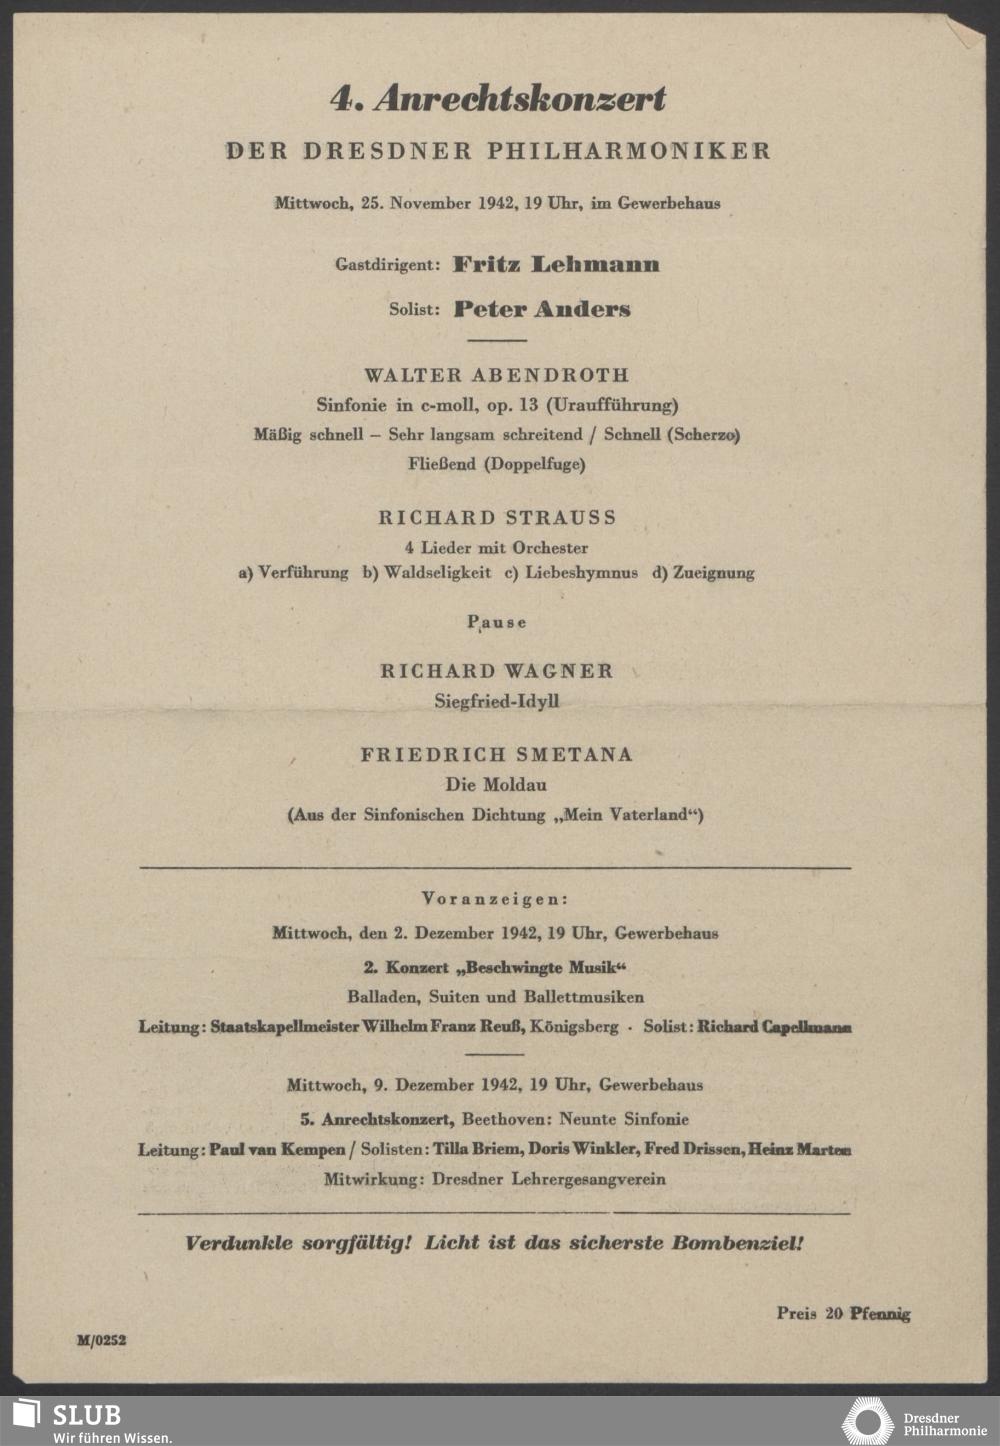 4. Anrechtskonzert
DER DRESDNER PHILHARMONIKER
Mittwoch, 25. November 1942, 19 Uhr, im Gewerbehaus
Gastdirigent: Fritz Lehmann
Solist: Peter Anders
WALTER ABENDROTH
Sinfonie in c-moll, op. 13 (Uraufführung)
Mäßig schnell – Sehr langsam schreitend / Schnell (Scherzo)
Fließend (Doppelfuge)
RICHARD STRAUSS
4 Lieder mit Orchester
a) Verführung b) Waldseligkeit c) Liebeshymnus d) Zueignung
Pause
RICHARD WAGNER
Siegfried-Idyll
FRIEDRICH SMETANA
Die Moldau
(Aus der Sinfonischen Dichtung „Mein Vaterland“)
Voranzeigen:
Mittwoch, den 2. Dezember 1942, 19 Uhr, Gewerbehaus
2. Konzert „Beschwingte Musik“
Balladen, Suiten und Ballettmusiken
Leitung: Staatskapellmeister Wilhelm Franz Reuß, Königsberg · Solist: Richard Capellmann
Mittwoch, 9. Dezember 1942, 19 Uhr, Gewerbehaus
5. Anrechtskonzert, Beethoven: Neunte Sinfonie
Leitung: Paul van Kempen / Solisten: Tilla Briem, Doris Winkler, Fred Drissen, Heinz Marten
Mitwirkung: Dresdner Lehrergesangverein
Verdunkle sorgfältig! Licht ist das sicherste Bombenziel!
Preis 20 Pfennig
M/0252
SLUB
Wir führen Wissen.
Dresdner
Philharmonie